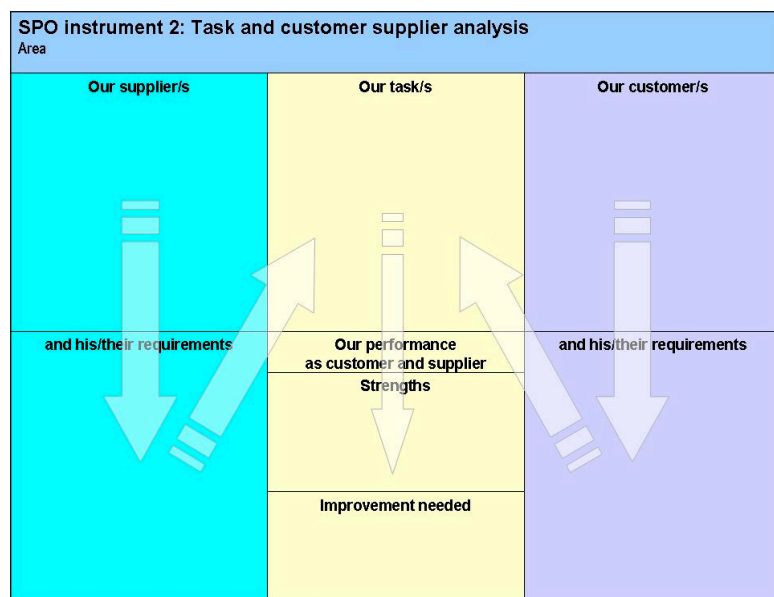 SPO instrument 2: Task and customer supplier analysis
Area
Our supplier/s
Our task/s
Our customer/s
and his/their requirements
Our performance
as customer and supplier
and his/their requirements
Strengths
Improvement needed